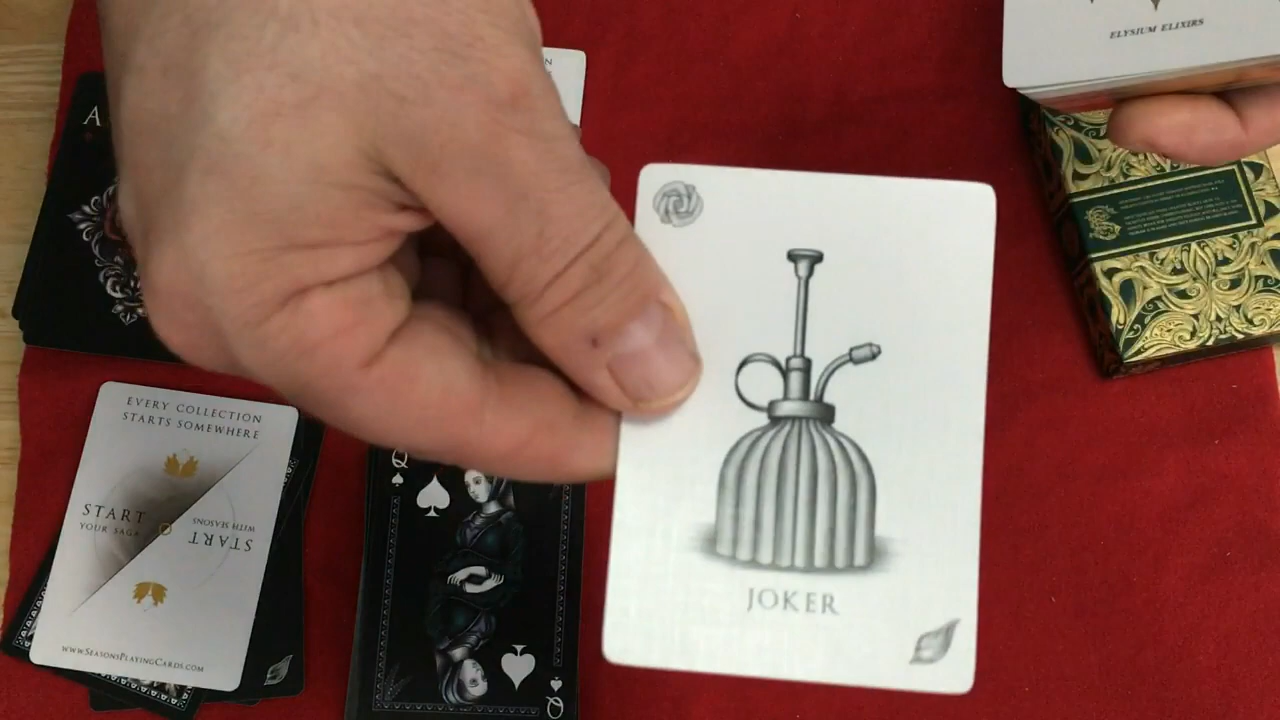 ELYSIUM ELIXIRS
A
JOKER
EVERY COLLECTION
STARTS SOMEWHERE
START
YOUR SAGA
START
WITH SEASONS
WWW.SEASONSPLAYINGCARDS.COM
Q
Q